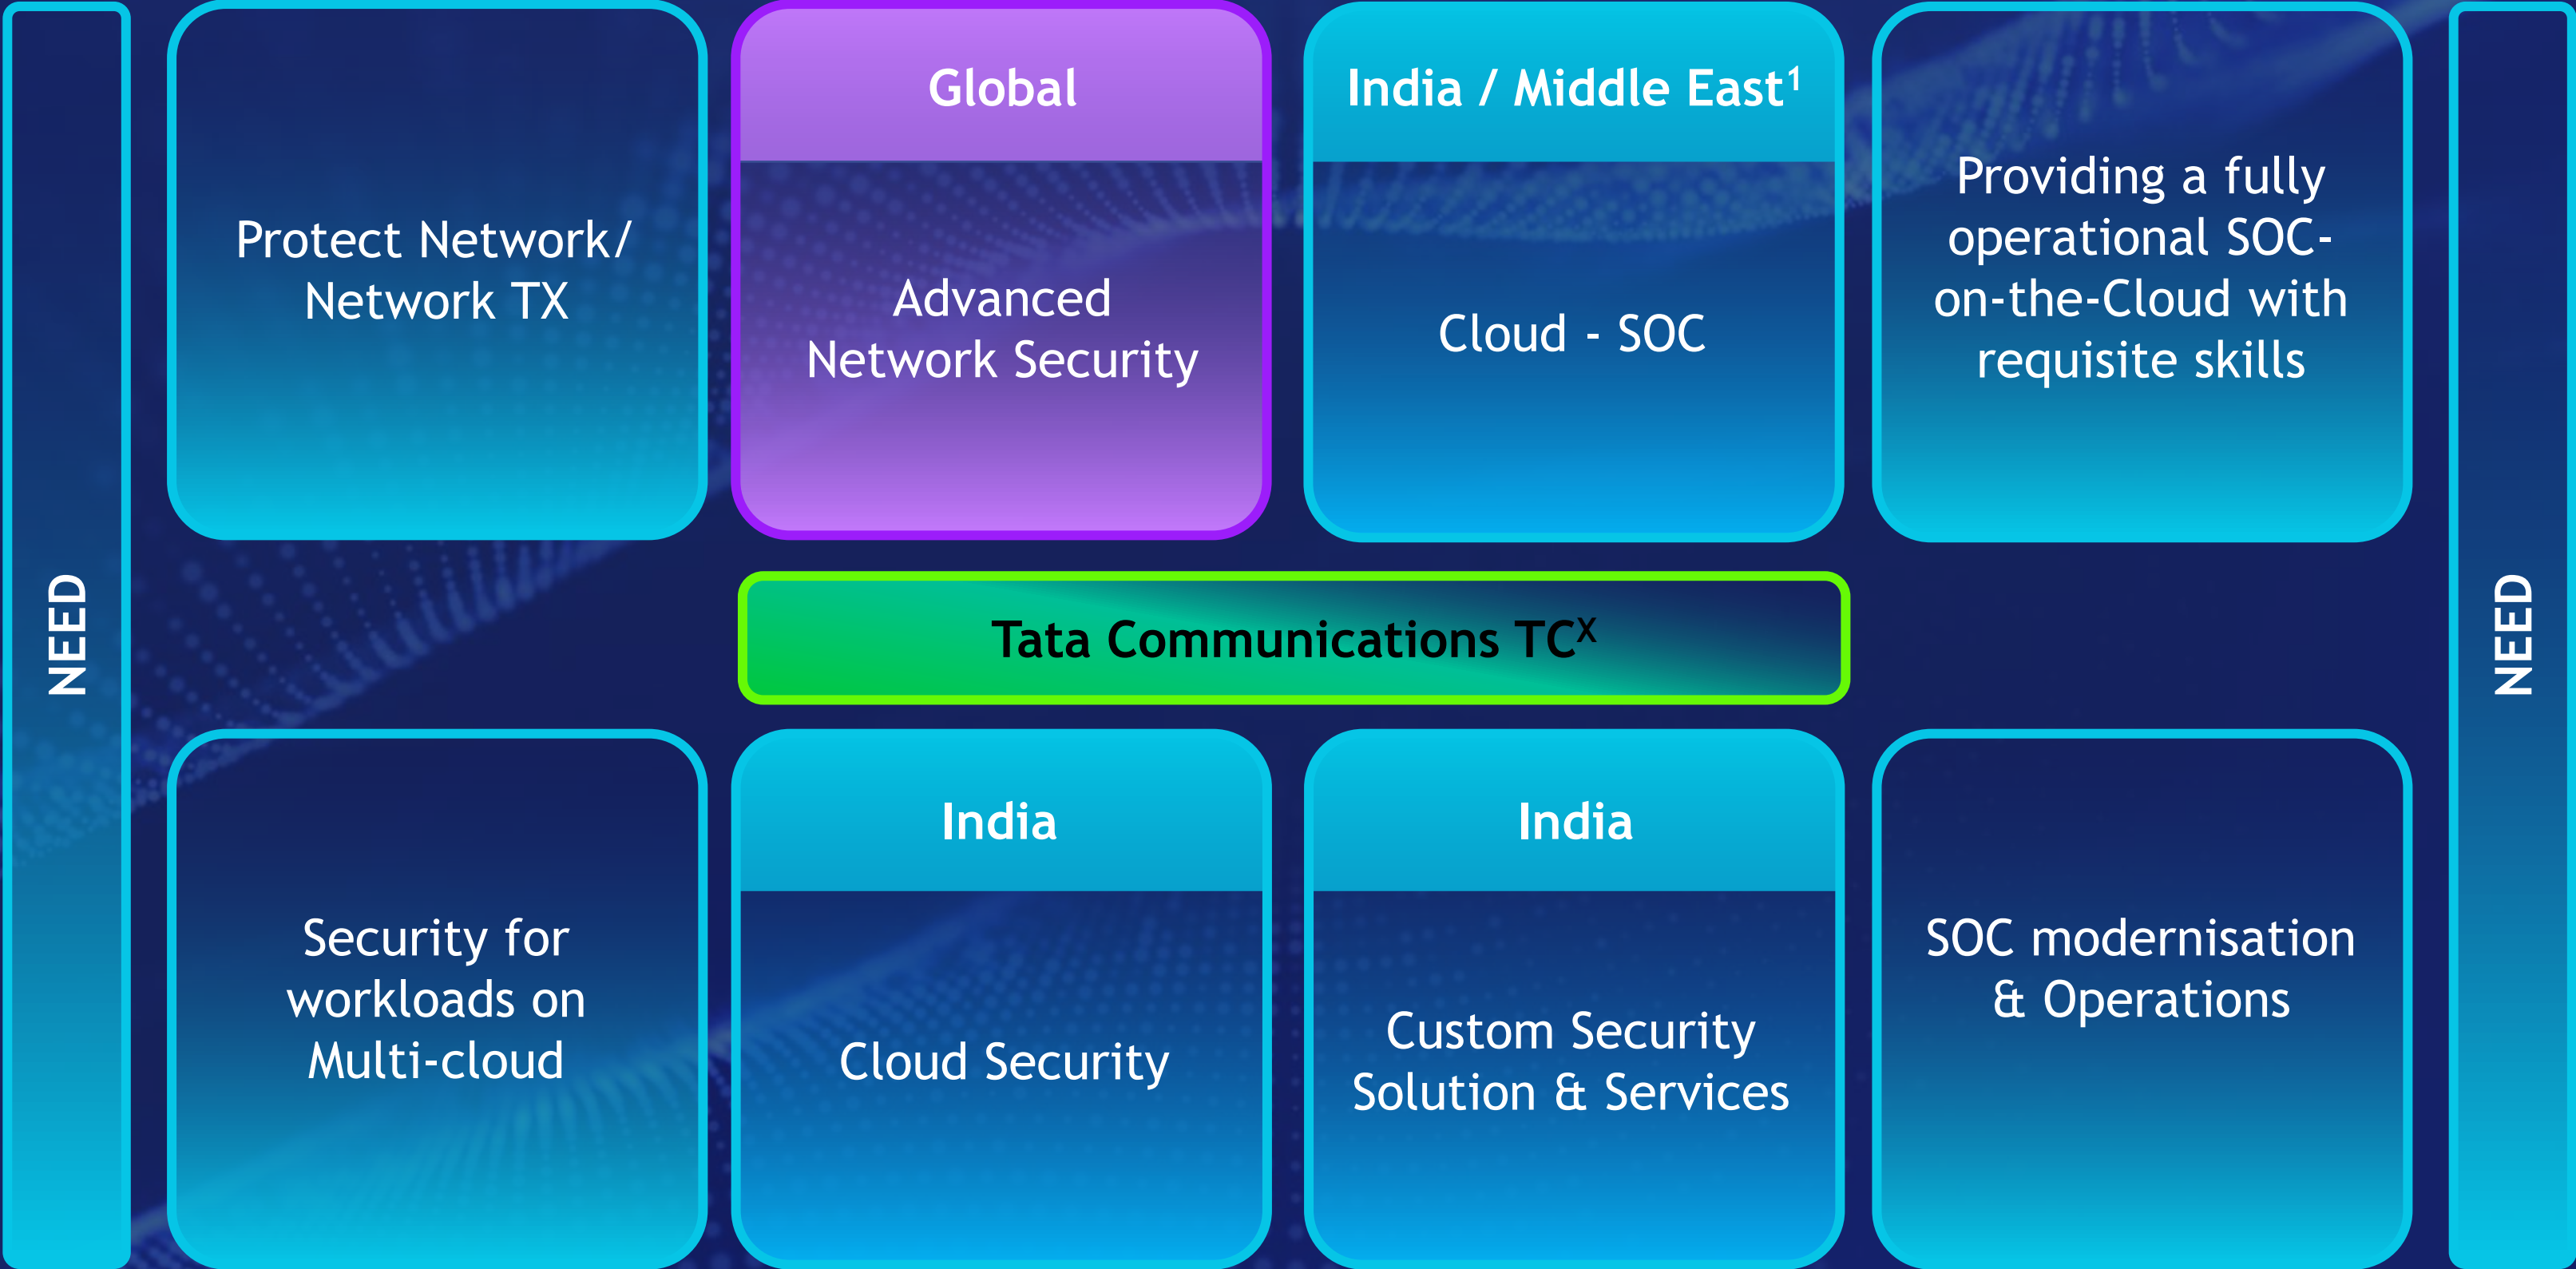 NEED
Protect Network/
Network TX
Global
Advanced
Network Security
India / Middle East¹
Cloud - SOC
Providing a fully
operational SOC-
on-the-Cloud with
requisite skills
NEED
Tata Communications TCˣ
Security for
workloads on
Multi-cloud
India
Cloud Security
India
Custom Security
Solution & Services
SOC modernisation
& Operations